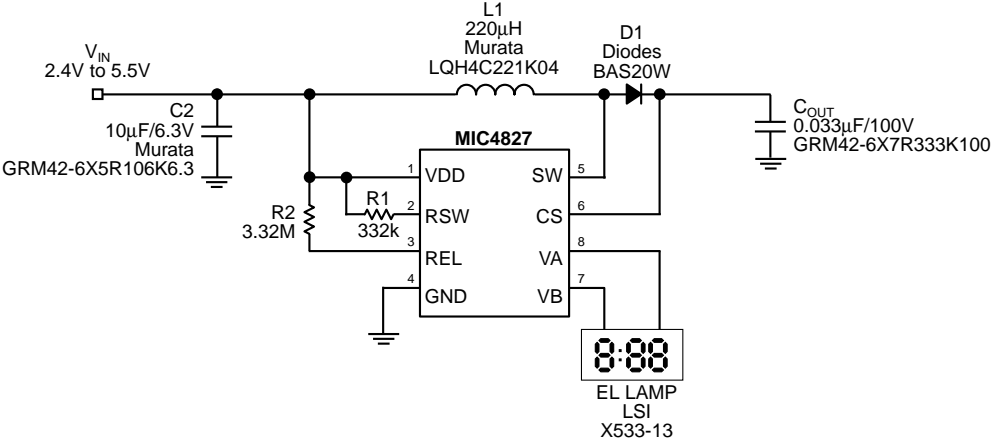 L1
220µH
Murata
LQH4C221K04
D1
Diodes
BAS20W
VIN
2.4V to 5.5V
C2
10µF/6.3V
Murata
GRM42-6X5R106K6.3
COUT
0.033µF/100V
GRM42-6X7R333K100
MIC4827
1
VDD
SW
5
R1
332k
2
RSW
CS
6
R2
3.32M
3
REL
VA
8
4
GND
VB
7
8:88
EL LAMP
LSI
X533-13